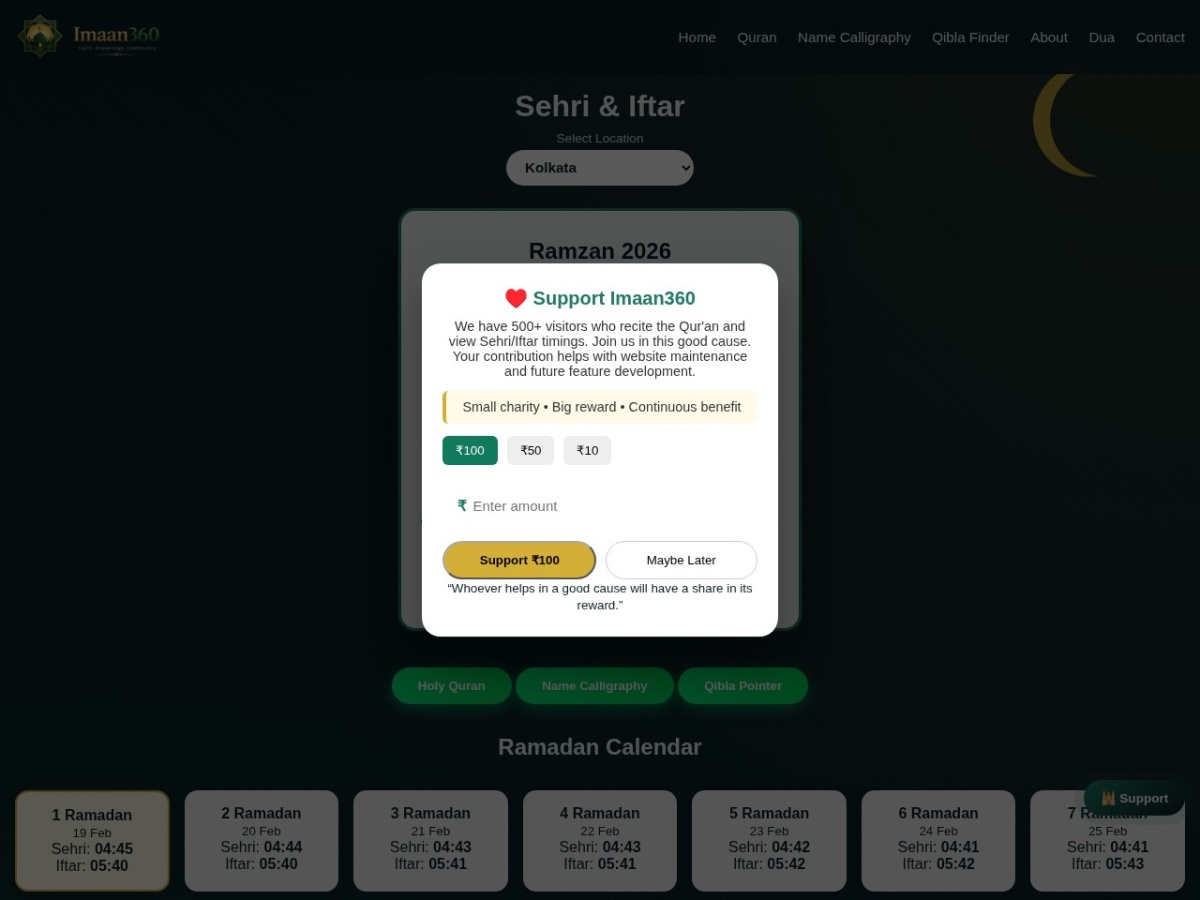 Imaan360
Faith. Knowledge. Community.
Home
Quran
Name Calligraphy
Qibla Finder
About
Dua
Contact
Sehri & Iftar
Select Location
Kolkata
Ramzan 2026
❤️ Support Imaan360
We have 500+ visitors who recite the Qur'an and
view Sehri/Iftar timings. Join us in this good cause.
Your contribution helps with website maintenance
and future feature development.
Small charity • Big reward • Continuous benefit
₹100
₹50
₹10
₹ Enter amount
Support ₹100
Maybe Later
“Whoever helps in a good cause will have a share in its
reward.”
Holy Quran
Name Calligraphy
Qibla Pointer
Ramadan Calendar
1 Ramadan
19 Feb
Sehri: 04:45
Iftar: 05:40
2 Ramadan
20 Feb
Sehri: 04:44
Iftar: 05:40
3 Ramadan
21 Feb
Sehri: 04:43
Iftar: 05:41
4 Ramadan
22 Feb
Sehri: 04:43
Iftar: 05:41
5 Ramadan
23 Feb
Sehri: 04:42
Iftar: 05:42
6 Ramadan
24 Feb
Sehri: 04:41
Iftar: 05:42
7 Ramadan
25 Feb
Sehri: 04:41
Iftar: 05:43
Support